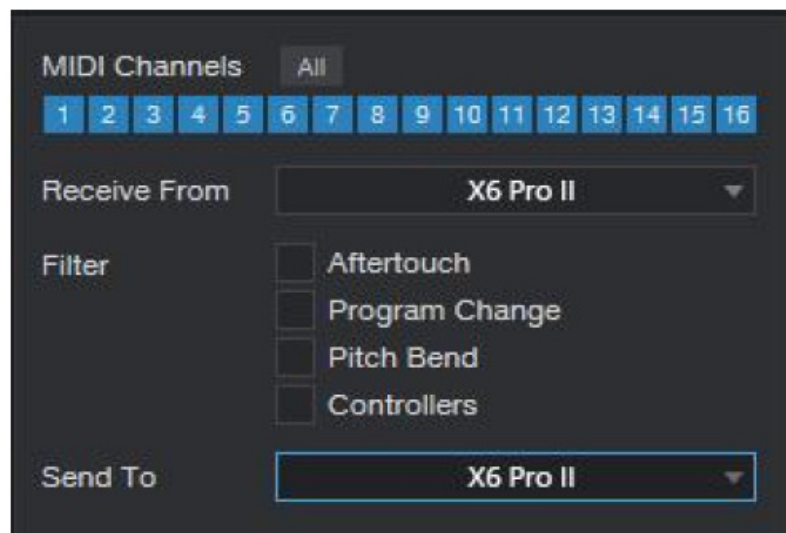 MIDI Channels All
1 2 3 4 5 6 7 8 9 10 11 12 13 14 15 16
Receive From X6 Pro II
Filter Aftertouch
Program Change
Pitch Bend
Controllers
Send To X6 Pro II